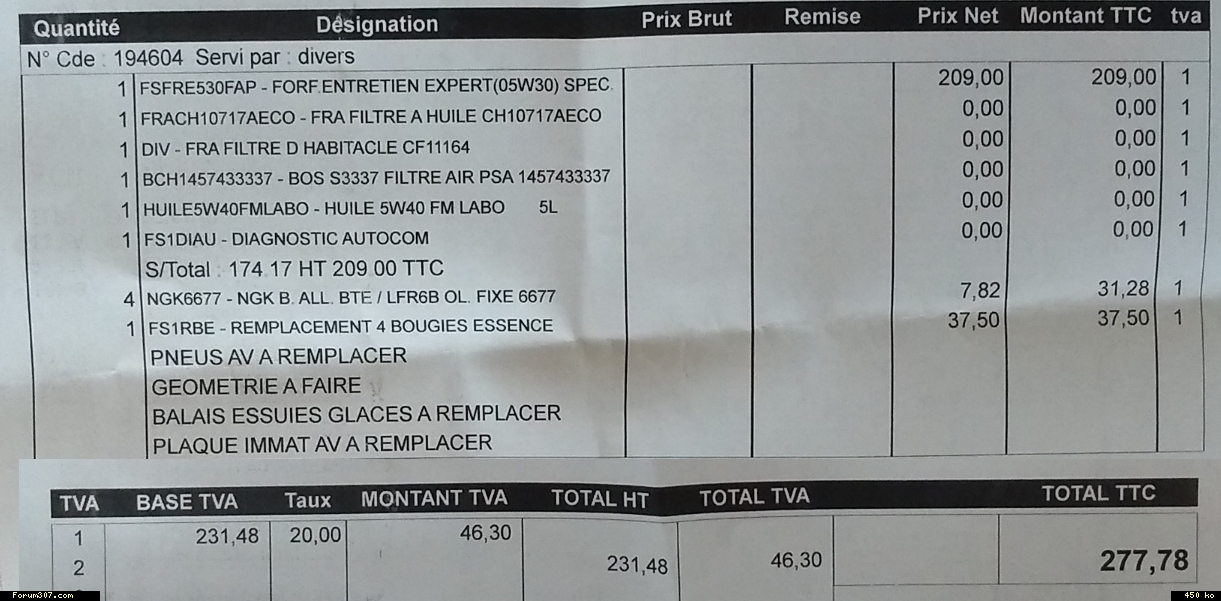 Quantité Désignation Prix Brut Remise Prix Net Montant TTC tva
N° Cde : 194604 Servi par : divers
1 FSFRE530FAP - FORF.ENTRETIEN EXPERT(05W30) SPEC. 209,00 209,00 1
1 FRACH10717AECO - FRA FILTRE A HUILE CH10717AECO 0,00 0,00 1
1 DIV - FRA FILTRE D HABITACLE CF11164 0,00 0,00 1
1 BCH1457433337 - BOS S3337 FILTRE AIR PSA 1457433337 0,00 0,00 1
1 HUILE5W40FMLABO - HUILE 5W40 FM LABO 5L 0,00 0,00 1
1 FS1DIAU - DIAGNOSTIC AUTOCOM 0,00 0,00 1
S/Total : 174.17 HT 209.00 TTC
4 NGK6677 - NGK B. ALL. BTE / LFR6B OL. FIXE 6677 7,82 31,28 1
1 FS1RBE - REMPLACEMENT 4 BOUGIES ESSENCE 37,50 37,50 1
PNEUS AV A REMPLACER
GEOMETRIE A FAIRE
BALAIS ESSUIES GLACES A REMPLACER
PLAQUE IMMAT AV A REMPLACER
TVA BASE TVA Taux MONTANT TVA TOTAL HT TOTAL TVA TOTAL TTC
1 231,48 20,00 46,30
2 231,48 46,30 277,78
Forum307.com 450 ko